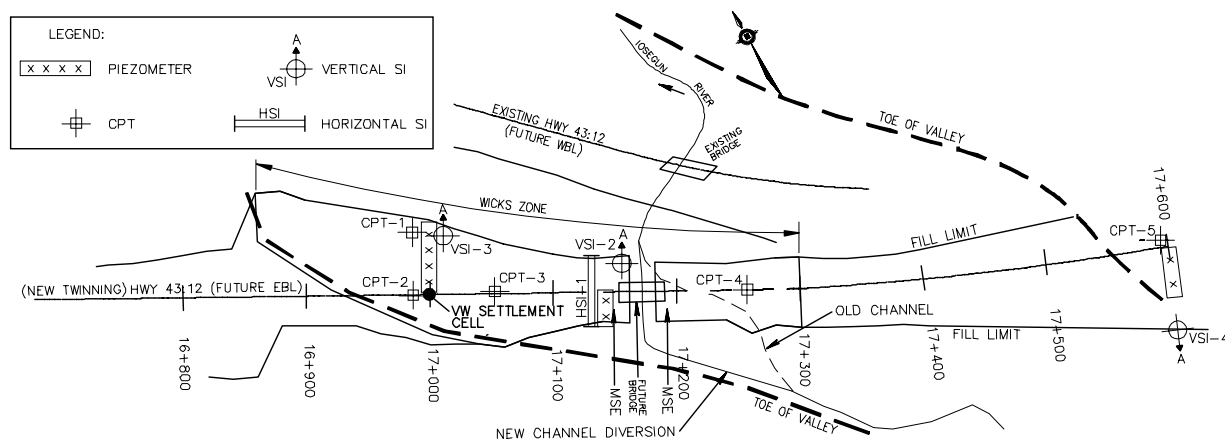 LEGEND:
x x x x PIEZOMETER
A
VSI
VERTICAL SI
CPT
HSI
HORIZONTAL SI
IOSEGUN
RIVER
EXISTING HWY 43:12
(FUTURE WBL)
EXISTING
BRIDGE
TOE OF VALLEY
WICKS ZONE
17+600
CPT-1
A
VSI-3
x x x x x
VSI-2
A
CPT-5
x x
FILL LIMIT
CPT-2
CPT-3
CPT-4
(NEW TWINNING) HWY 43:12 (FUTURE EBL)
VW SETTLEMENT
CELL
HSI-1
x x
OLD CHANNEL
FILL LIMIT
VSI-4
A
16+800
16+900
17+000
17+100
MSE
FUTURE
BRIDGE
MSE
17+200
17+300
17+400
17+500
TOE OF VALLEY
NEW CHANNEL DIVERSION